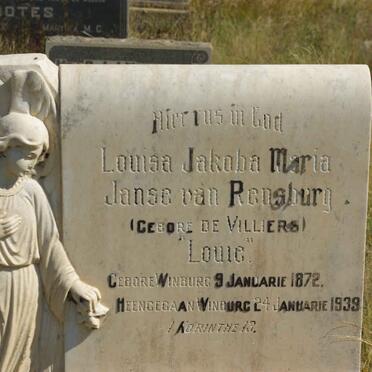 Hier rus in God
Louisa Jakoba Maria
Janse van Rensburg
(GEBORE DE VILLIERS)
"Louie".
GEBORE WINBURG 9 JANUARIE 1872.
HEENGEGAAN WINBURG 24 JANUARIE 1939
1 KORINTHE 13.